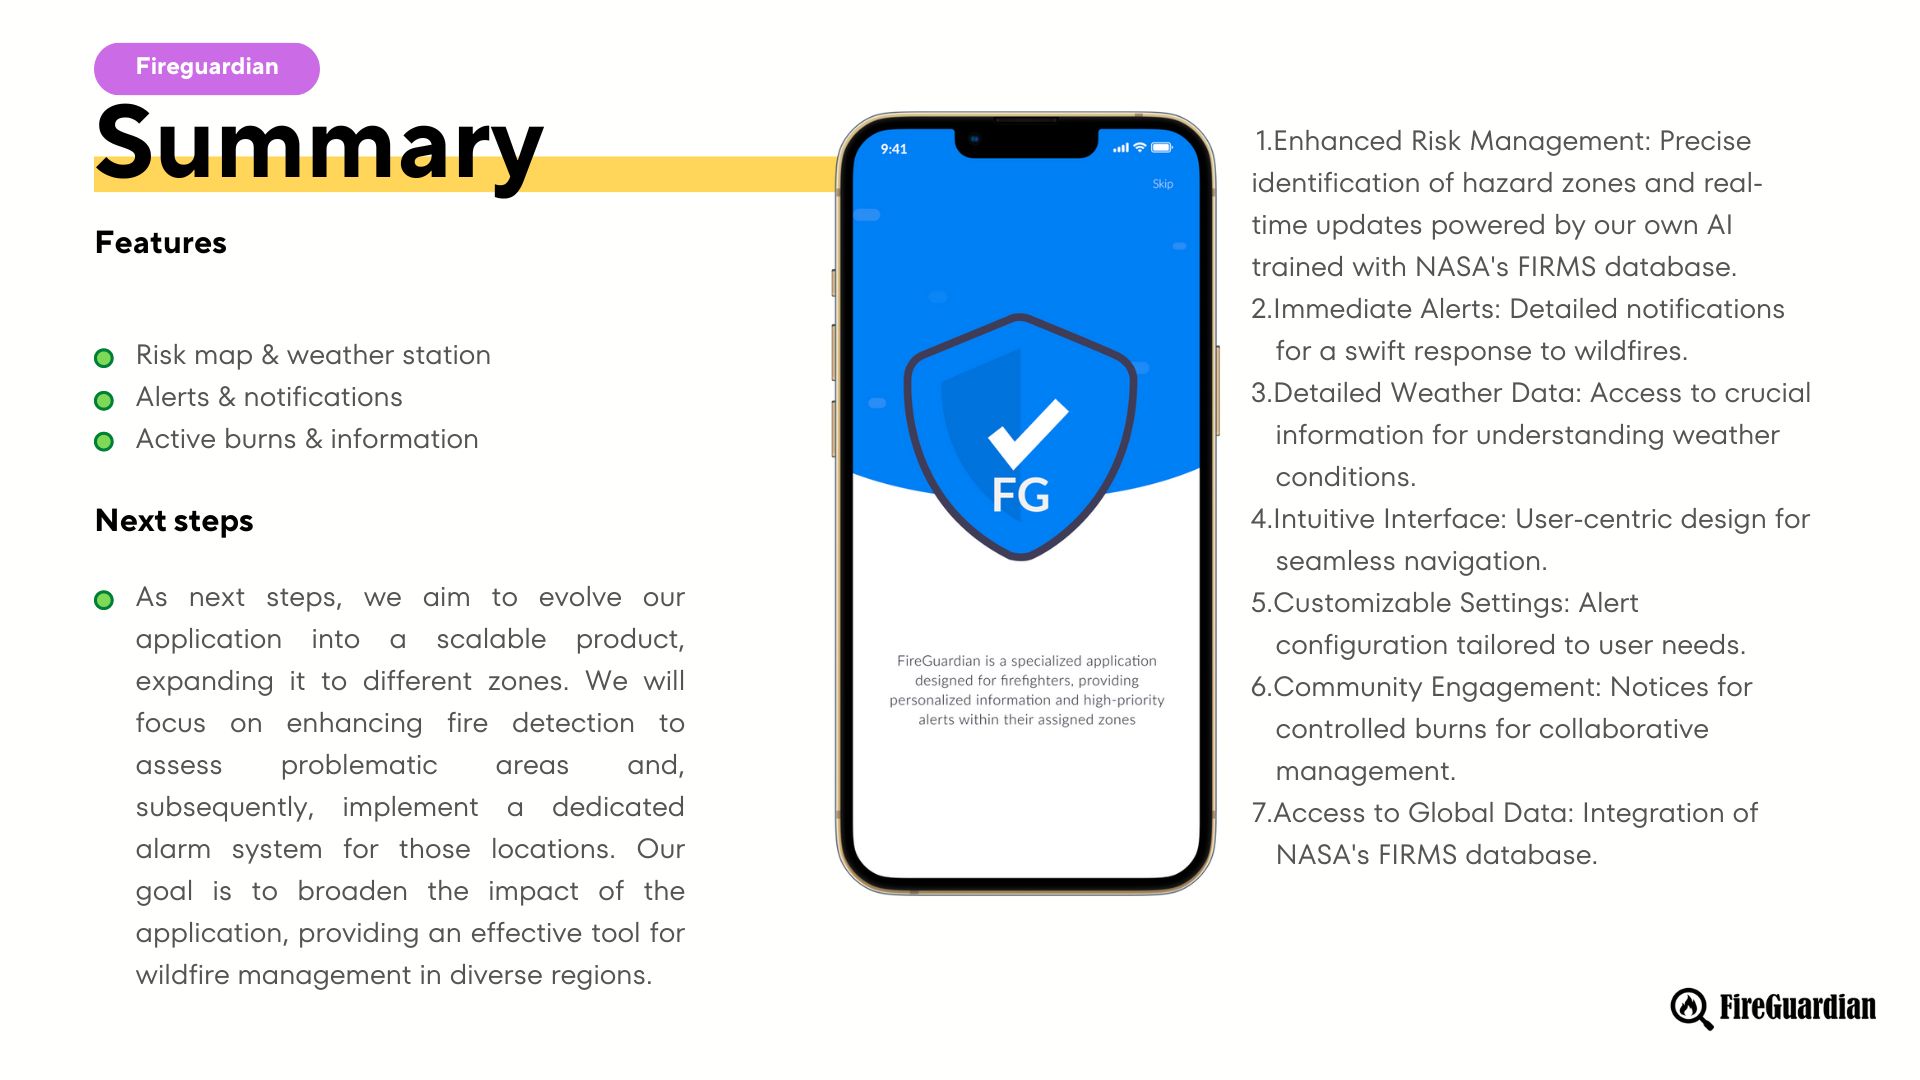 Fireguardian
Summary
Features
Risk map & weather station
Alerts & notifications
Active burns & information
Next steps
As next steps, we aim to evolve our
application into a scalable product,
expanding it to different zones. We will
focus on enhancing fire detection to
assess problematic areas and,
subsequently, implement a dedicated
alarm system for those locations. Our
goal is to broaden the impact of the
application, providing an effective tool for
wildfire management in diverse regions.
9:41
Skip
FG
FireGuardian is a specialized application
designed for firefighters, providing
personalized information and high-priority
alerts within their assigned zones
1.Enhanced Risk Management: Precise
identification of hazard zones and real-
time updates powered by our own AI
trained with NASA's FIRMS database.
2.Immediate Alerts: Detailed notifications
for a swift response to wildfires.
3.Detailed Weather Data: Access to crucial
information for understanding weather
conditions.
4.Intuitive Interface: User-centric design for
seamless navigation.
5.Customizable Settings: Alert
configuration tailored to user needs.
6.Community Engagement: Notices for
controlled burns for collaborative
management.
7.Access to Global Data: Integration of
NASA's FIRMS database.
FireGuardian